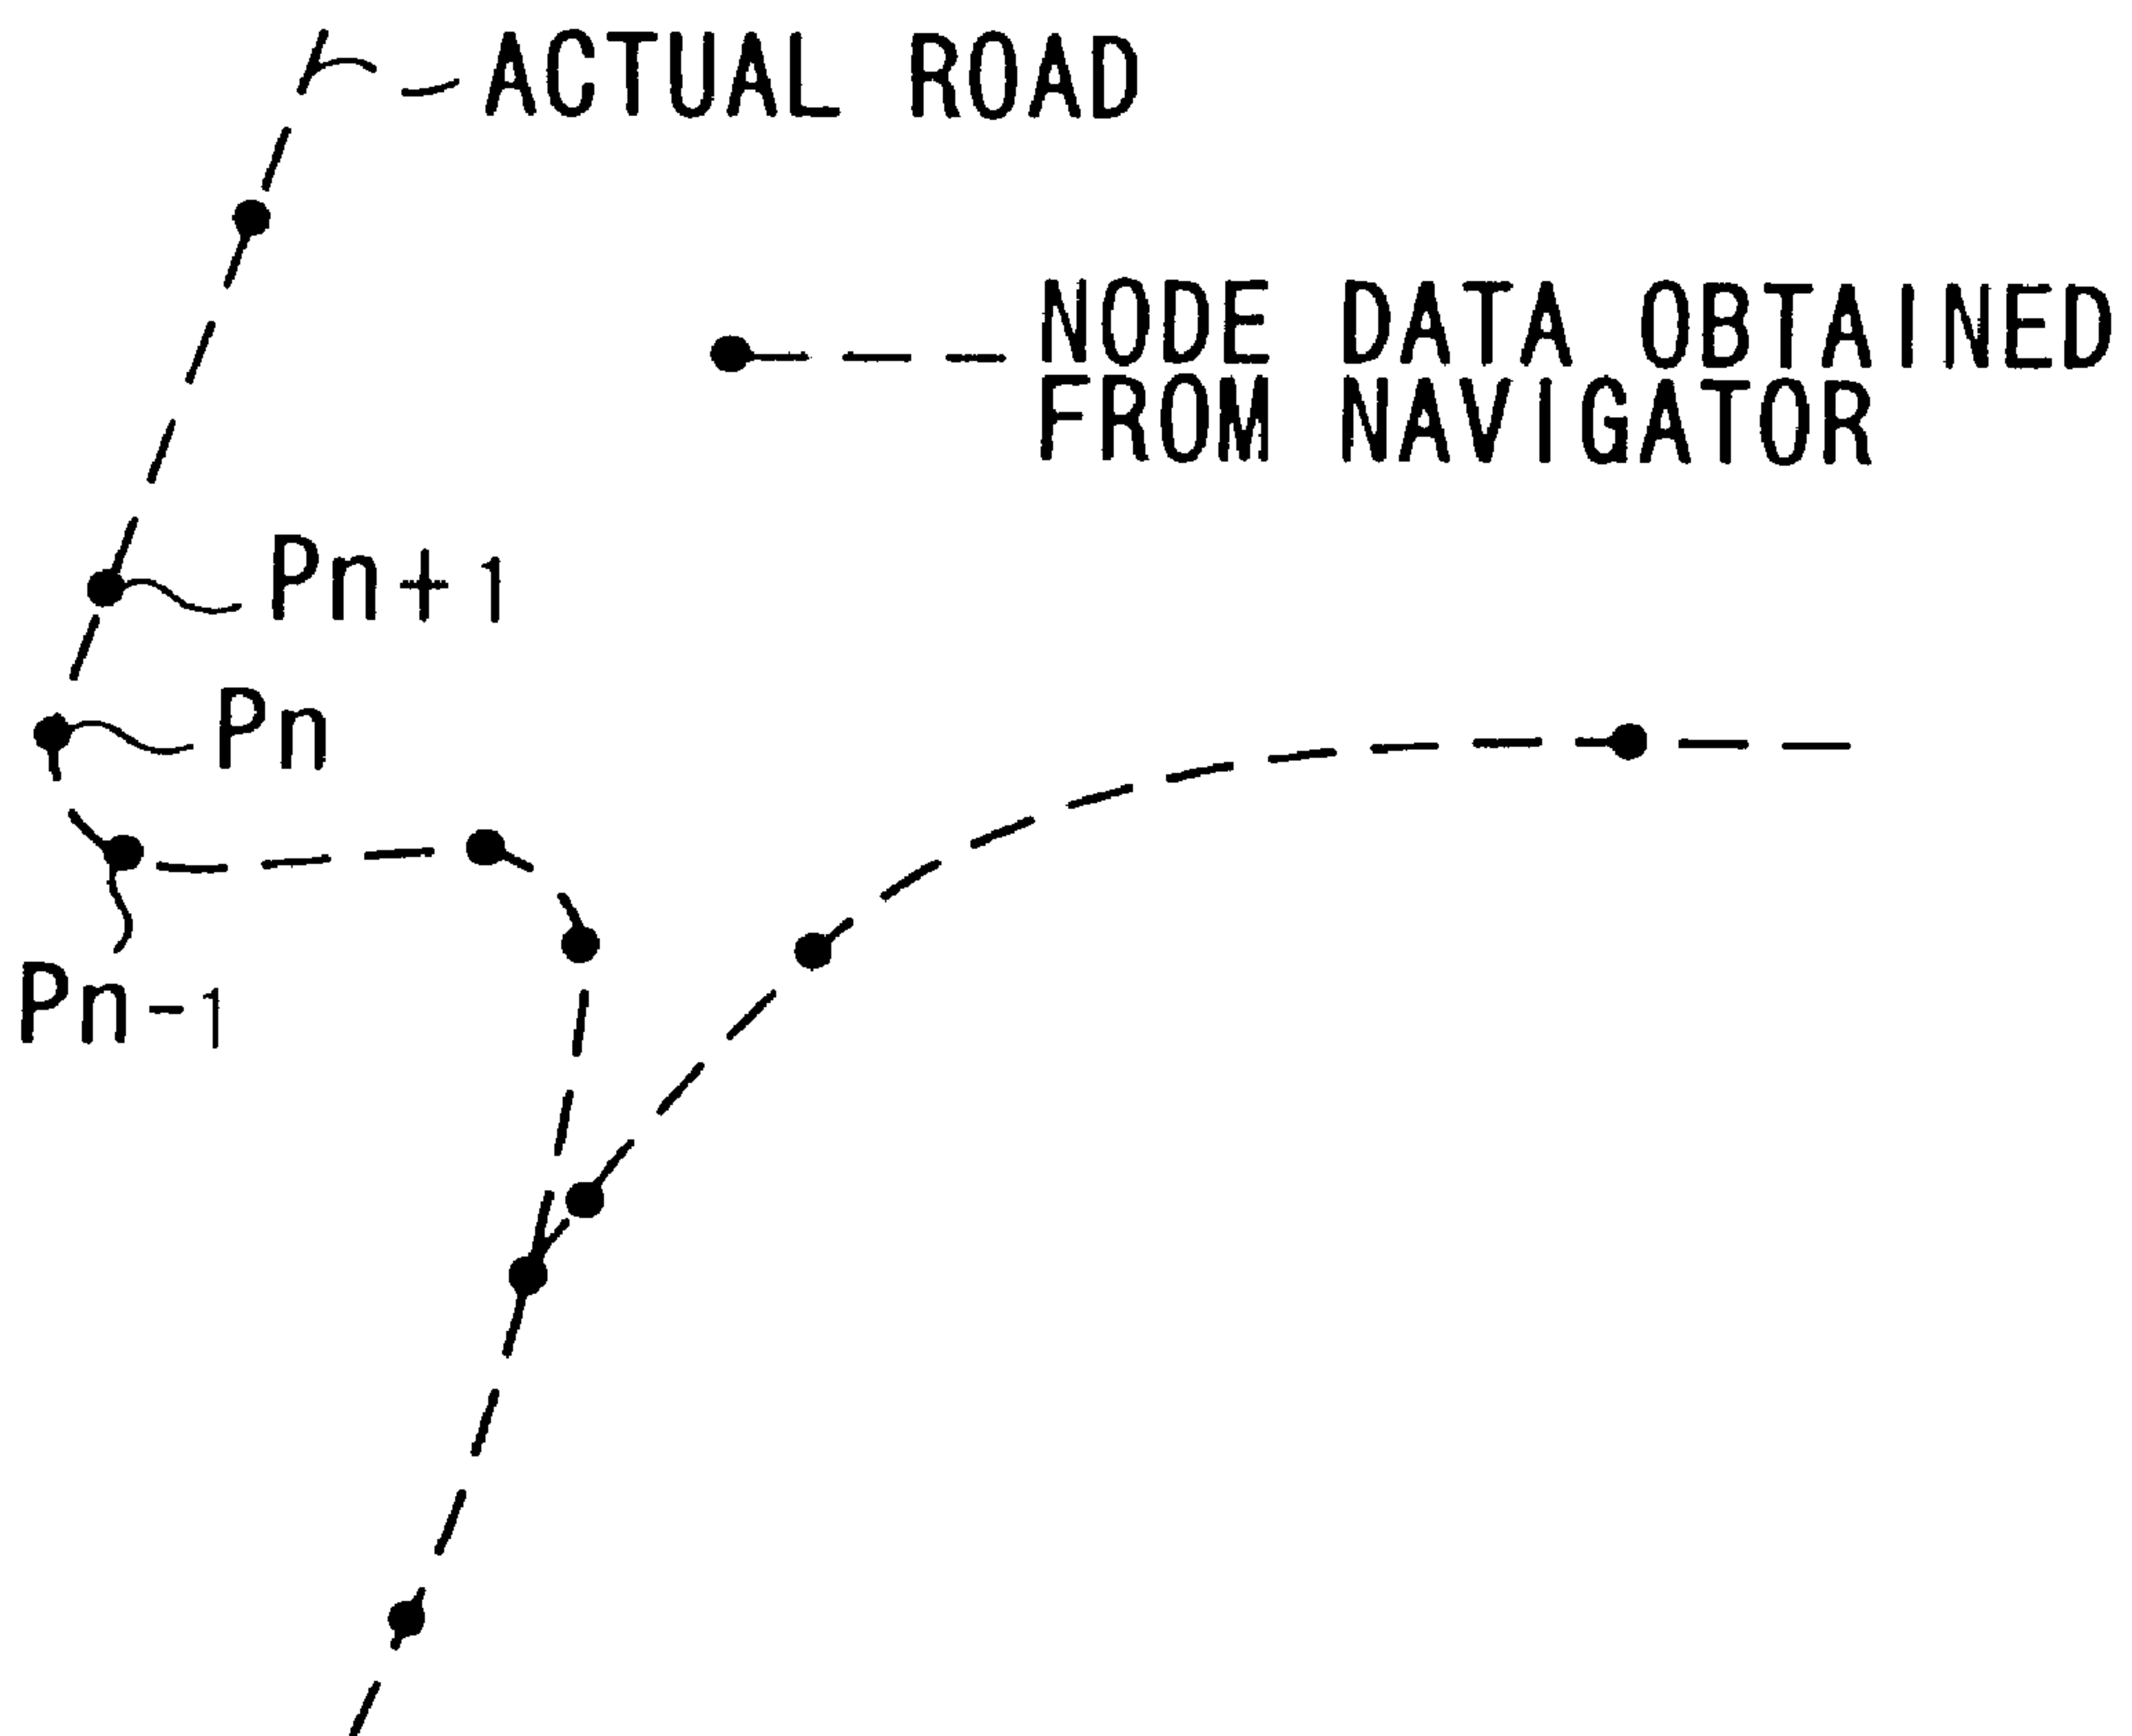 ACTUAL ROAD
NODE DATA OBTAINED
FROM NAVIGATOR
Pn+1
Pn
Pn-1